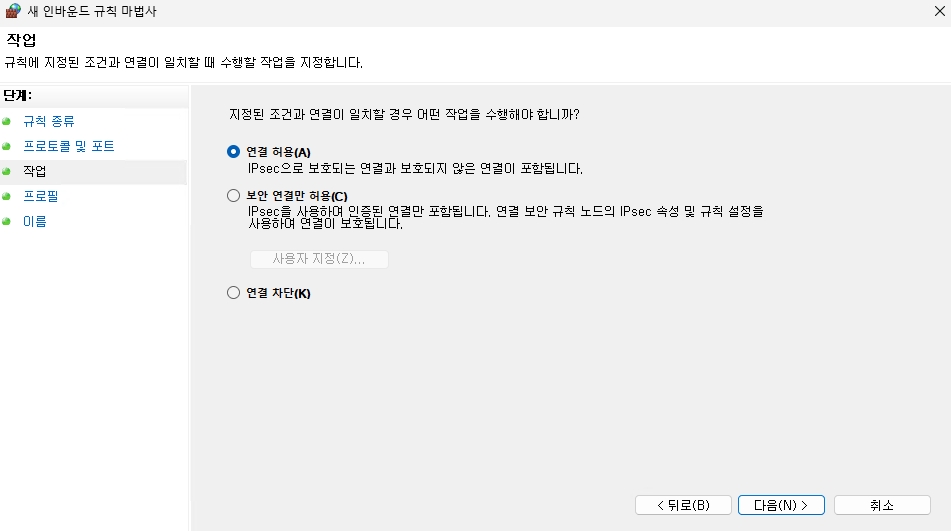 새 인바운드 규칙 마법사
작업
규칙에 지정된 조건과 연결이 일치할 때 수행할 작업을 지정합니다.
단계:
규칙 종류
프로토콜 및 포트
작업
프로필
이름
지정된 조건과 연결이 일치할 경우 어떤 작업을 수행해야 합니까?
연결 허용(A)
IPsec으로 보호되는 연결과 보호되지 않은 연결이 포함됩니다.
보안 연결만 허용(C)
IPsec을 사용하여 인증된 연결만 포함됩니다. 연결 보안 규칙 노드의 IPsec 속성 및 규칙 설정을
사용하여 연결이 보호됩니다.
사용자 지정(Z)...
연결 차단(K)
< 뒤로(B)
다음(N) >
취소